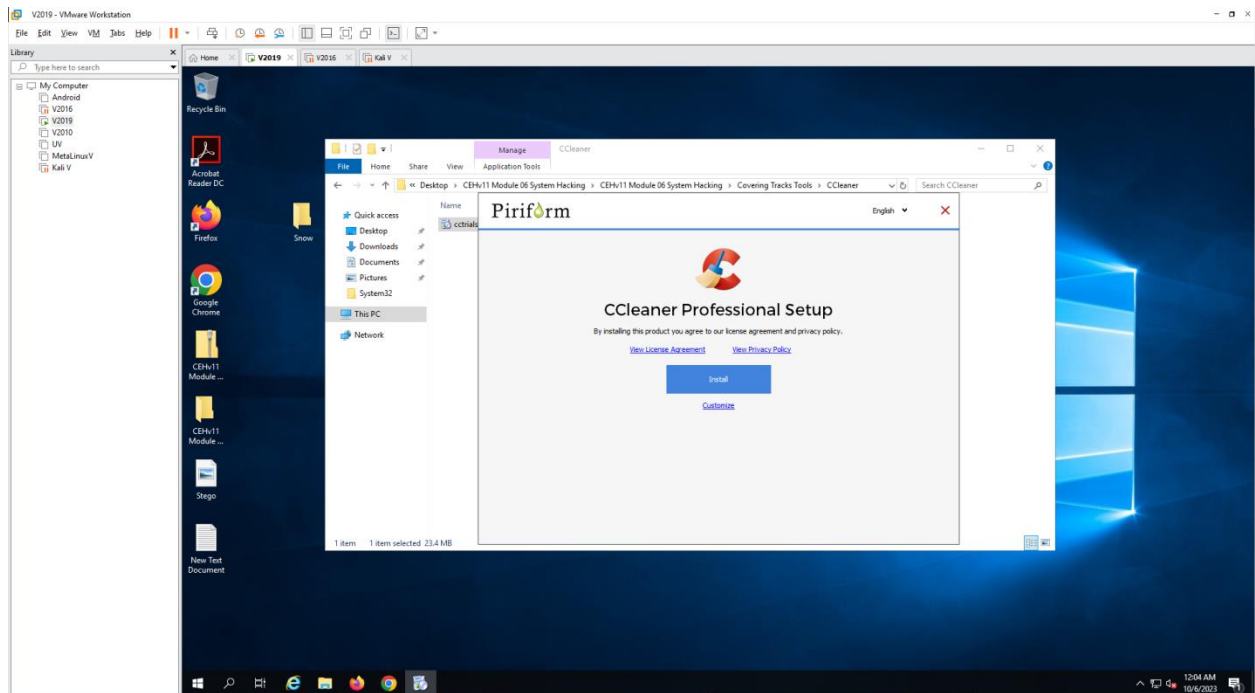 V2019 - VMware Workstation
File Edit View VM Tabs Help
Library
Type here to search
My Computer
Android
V2016
V2019
V2010
UV
MetaLinuxV
Kali V
Home V2019 V2016 Kali V
Recycle Bin
Acrobat
Reader DC
Firefox
Snow
Google
Chrome
CEHv11
Module ...
CEHv11
Module ...
Stego
New Text
Document
Manage CCleaner
File Home Share View Application Tools
« Desktop › CEHv11 Module 06 System Hacking › CEHv11 Module 06 System Hacking › Covering Tracks Tools › CCleaner
Search CCleaner
Quick access
Desktop
Downloads
Documents
Pictures
System32
This PC
Network
Name
cctrials
Piriform
English
CCleaner Professional Setup
By installing this product you agree to our license agreement and privacy policy.
View License Agreement View Privacy Policy
Install
Customize
1 item 1 item selected 23.4 MB
12:04 AM
10/6/2023